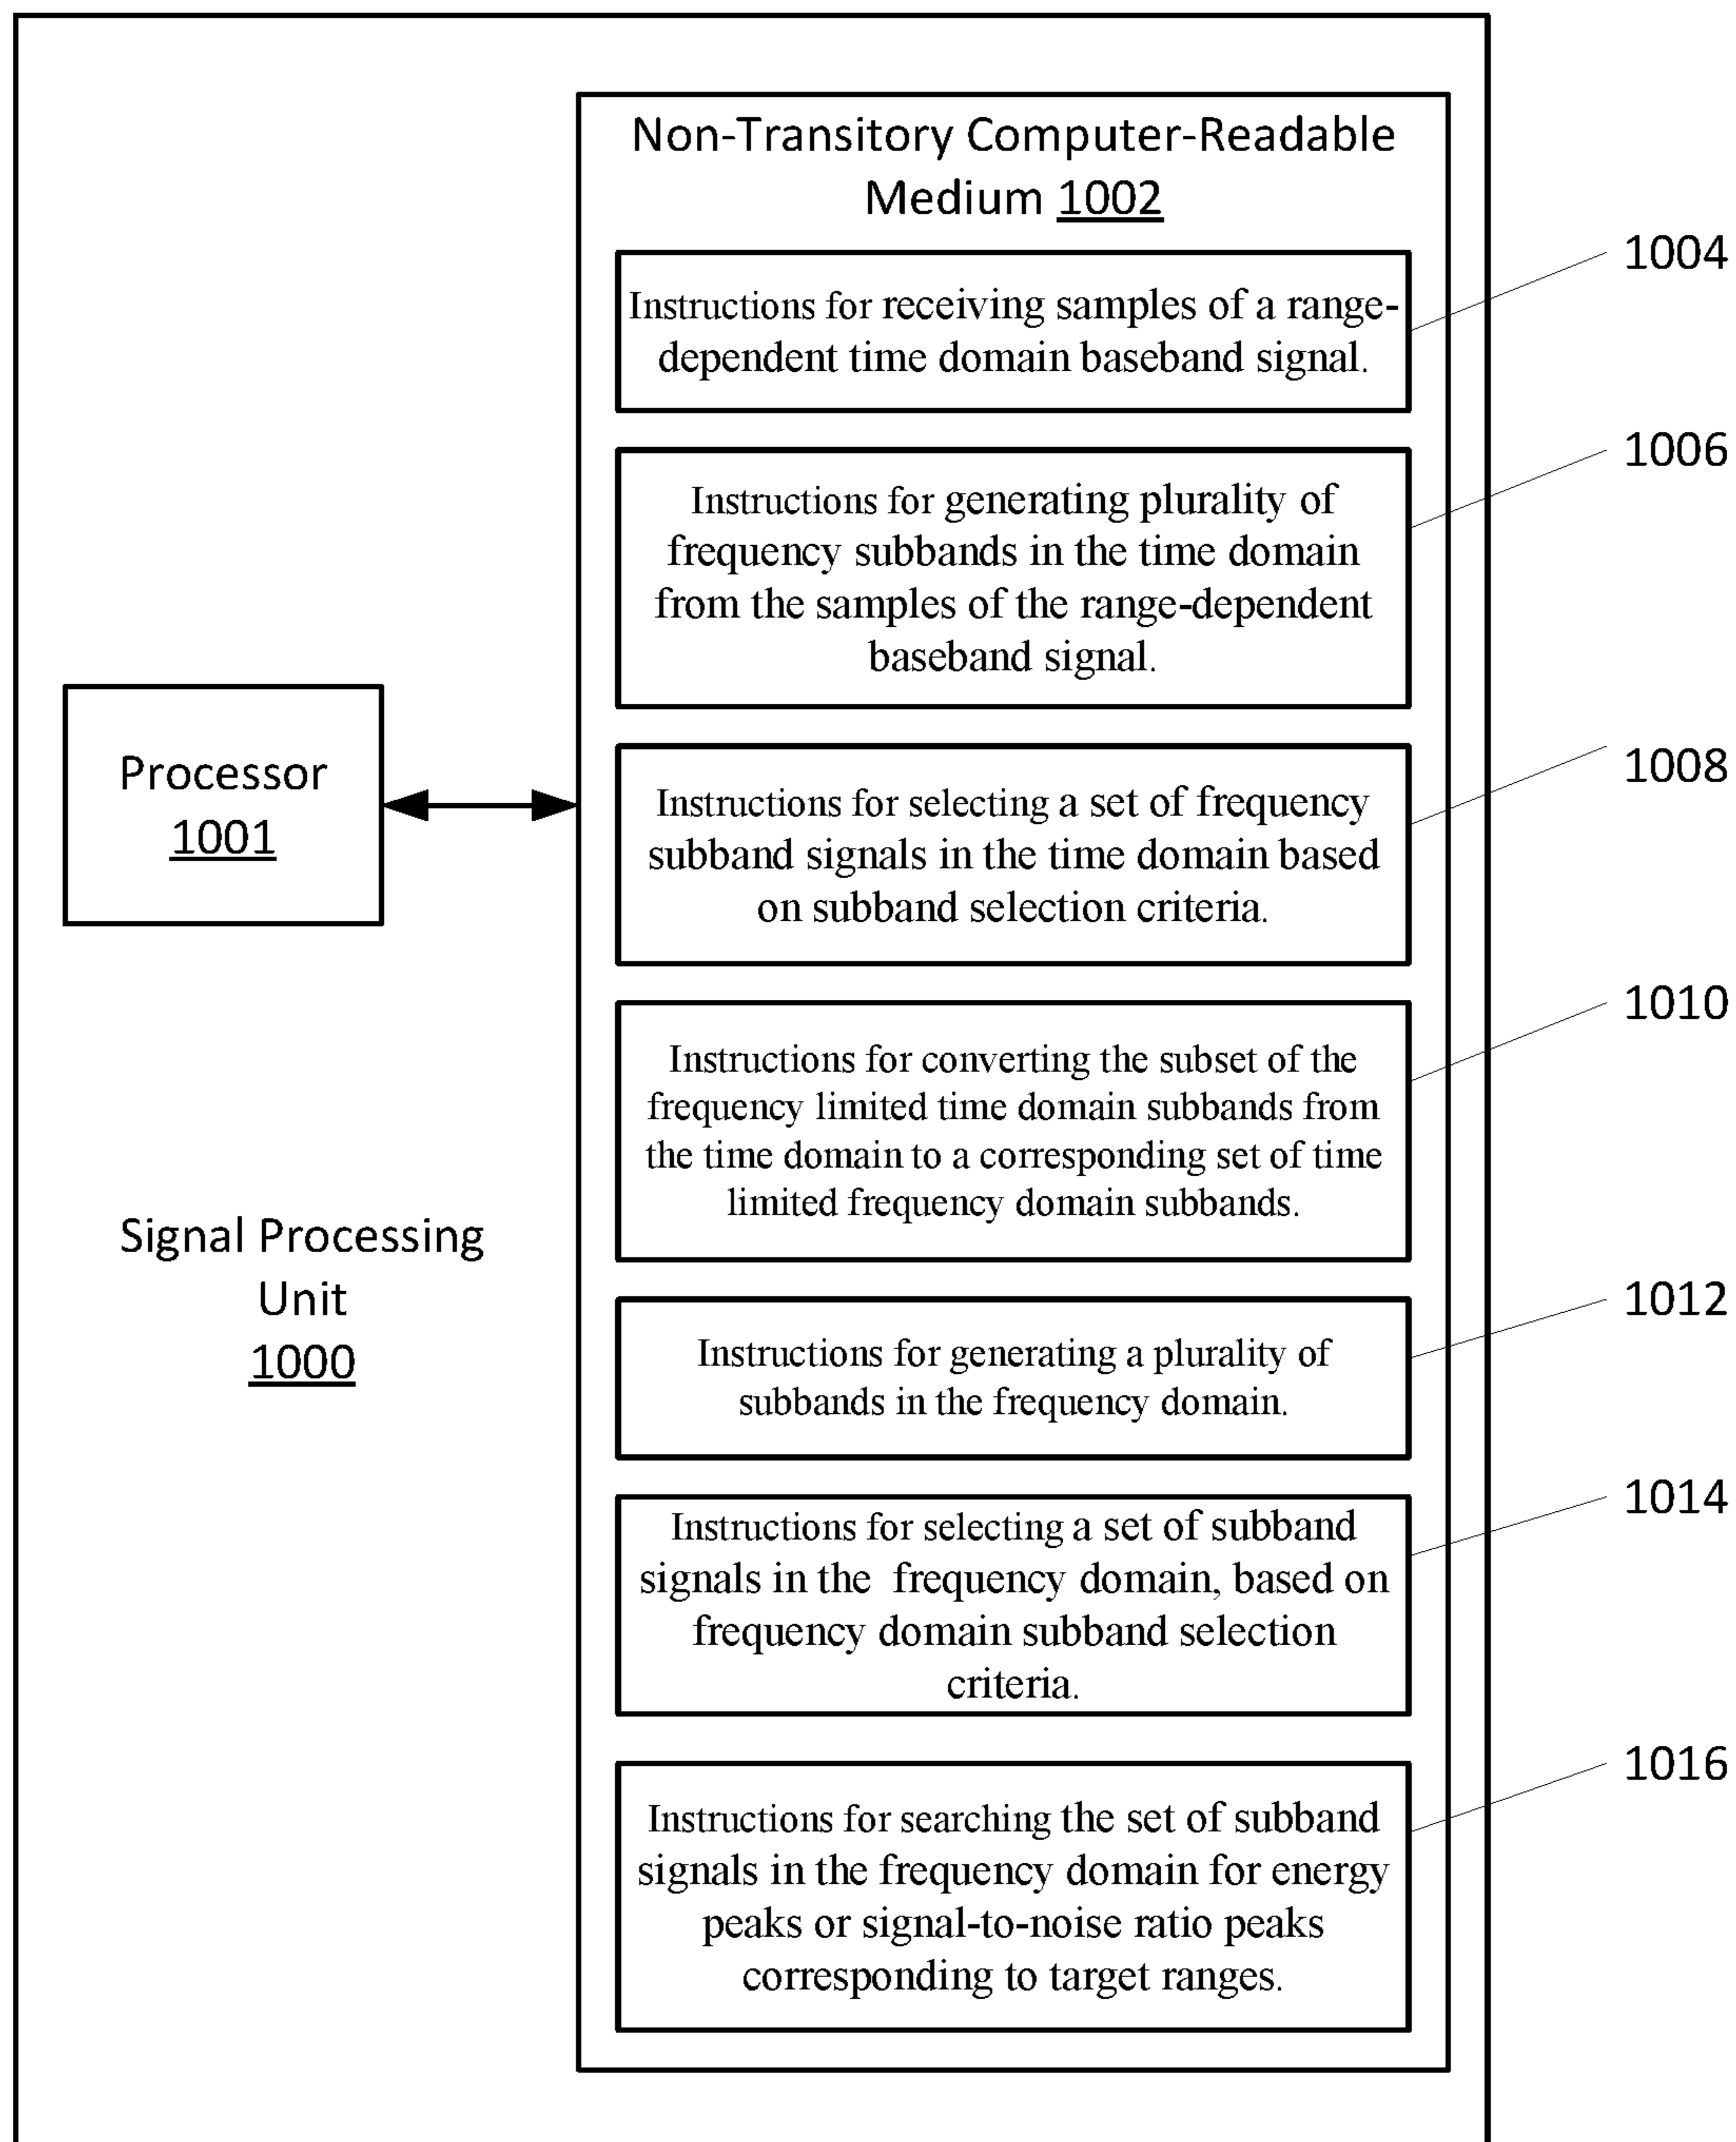 Non-Transitory Computer-Readable
Medium 1002
1004
Instructions for receiving samples of a range-
dependent time domain baseband signal.
1006
Instructions for generating plurality of
frequency subbands in the time domain
from the samples of the range-dependent
baseband signal.
1008
Instructions for selecting a set of frequency
subband signals in the time domain based
on subband selection criteria.
Processor
1001
1010
Instructions for converting the subset of the
frequency limited time domain subbands from
the time domain to a corresponding set of time
limited frequency domain subbands.
Signal Processing
Unit
1000
1012
Instructions for generating a plurality of
subbands in the frequency domain.
1014
Instructions for selecting a set of subband
signals in the frequency domain, based on
frequency domain subband selection
criteria.
1016
Instructions for searching the set of subband
signals in the frequency domain for energy
peaks or signal-to-noise ratio peaks
corresponding to target ranges.